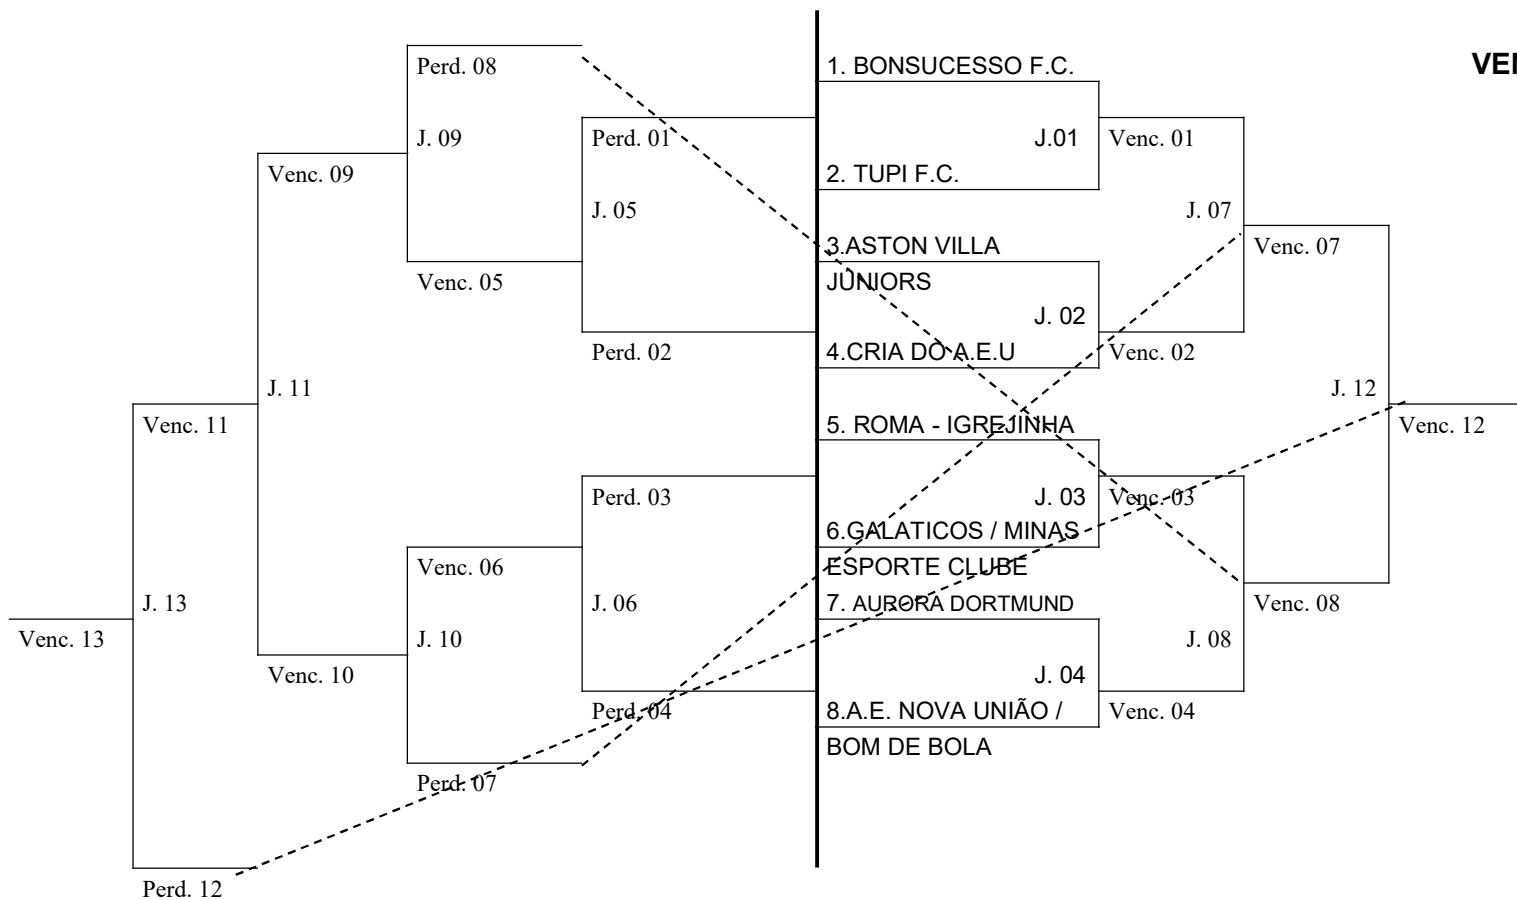 VEN
Perd. 08
1. BONSUCESSO F.C.
J. 09
Perd. 01
J.01
Venc. 01
Venc. 09
2. TUPI F.C.
J. 05
J. 07
3.ASTON VILLA
JÚNIORS
Venc. 07
Venc. 05
J. 02
Perd. 02
4.CRIA DO A.E.U
Venc. 02
J. 11
J. 12
Venc. 11
5. ROMA - IGREJINHA
Venc. 12
Perd. 03
J. 03
Venc. 03
6.GALATICOS / MINAS
ESPORTE CLUBE
Venc. 06
J. 13
J. 06
7. AURORA DORTMUND
Venc. 08
Venc. 13
J. 10
J. 08
Venc. 10
J. 04
Perd. 04
8.A.E. NOVA UNIÃO /
BOM DE BOLA
Venc. 04
Perd. 07
Perd. 12